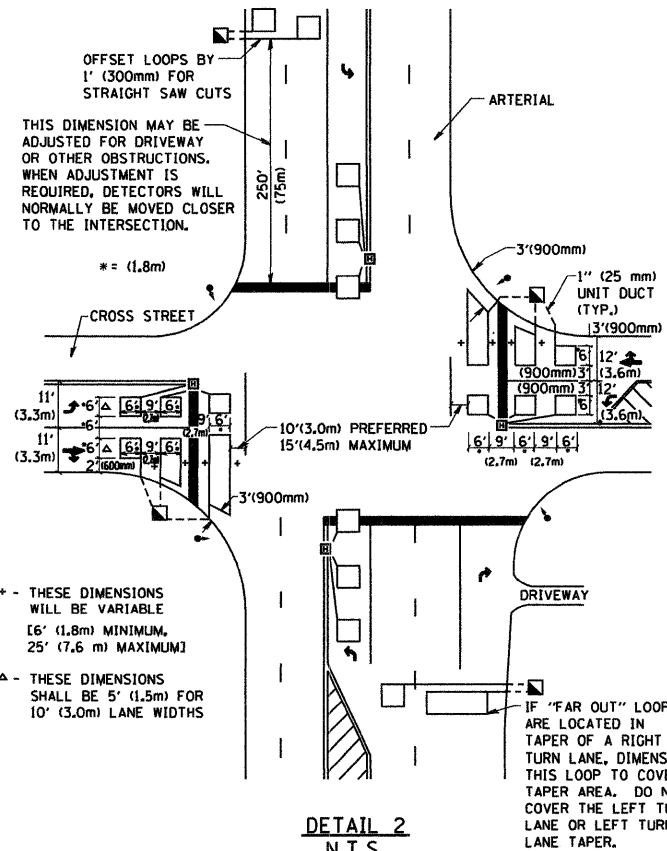 OFFSET LOOPS BY
1' (300mm) FOR
STRAIGHT SAW CUTS
ARTERIAL
THIS DIMENSION MAY BE
ADJUSTED FOR DRIVEWAY
OR OTHER OBSTRUCTIONS.
WHEN ADJUSTMENT IS
REQUIRED, DETECTORS WILL
NORMALLY BE MOVED CLOSER
TO THE INTERSECTION.
250'
(75m)
* = (1.8m)
3'(900mm)
1" (25 mm)
UNIT DUCT
(TYP.)
CROSS STREET
H
H
H
H
3'(900mm)
6'
12'
(3.6m)
(900mm) 3'
(900mm) 3'
12'
(3.6m)
6'
6' 9' 6' 9' 6'
(2.7m) (2.7m)
11'
(3.3m)
*6' △ 6' 9' 6'
*6'
9' 6'
(2.7m)
11'
(3.3m)
*6' △ 6' 9' 6'
2' (600mm)
10'(3.0m) PREFERRED
15'(4.5m) MAXIMUM
3'(900mm)
+ - THESE DIMENSIONS
WILL BE VARIABLE
[6' (1.8m) MINIMUM,
25' (7.6 m) MAXIMUM]
△ - THESE DIMENSIONS
SHALL BE 5' (1.5m) FOR
10' (3.0m) LANE WIDTHS
DRIVEWAY
IF "FAR OUT" LOOP
ARE LOCATED IN
TAPER OF A RIGHT
TURN LANE, DIMENS
THIS LOOP TO COVE
TAPER AREA. DO N
COVER THE LEFT TU
LANE OR LEFT TURN
LANE TAPER.
DETAIL 2
N.T.S.